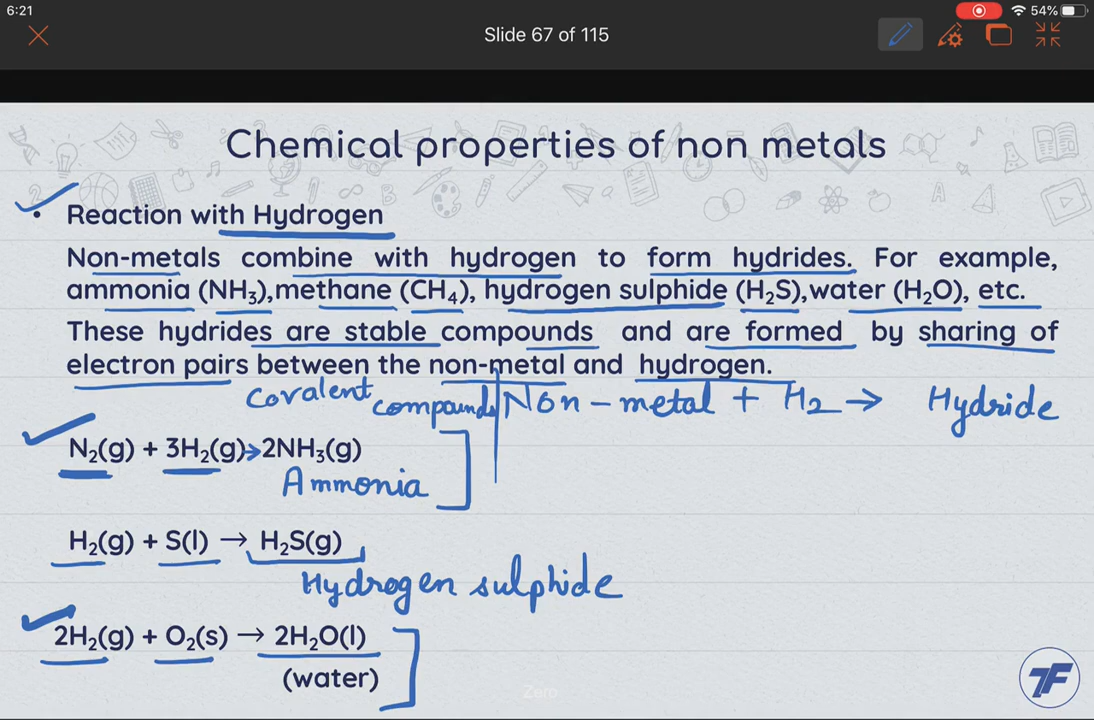 6:21
54%
Slide 67 of 115
Chemical properties of non metals
• Reaction with Hydrogen
Non-metals combine with hydrogen to form hydrides. For example,
ammonia (NH₃),methane (CH₄), hydrogen sulphide (H₂S),water (H₂O), etc.
These hydrides are stable compounds and are formed by sharing of
electron pairs between the non-metal and hydrogen.
covalent compounds
Non-metal + H₂ → Hydride
N₂(g) + 3H₂(g)→2NH₃(g)
Ammonia
H₂(g) + S(l) → H₂S(g)
Hydrogen sulphide
2H₂(g) + O₂(s) → 2H₂O(l)
(water)
Zero
TF